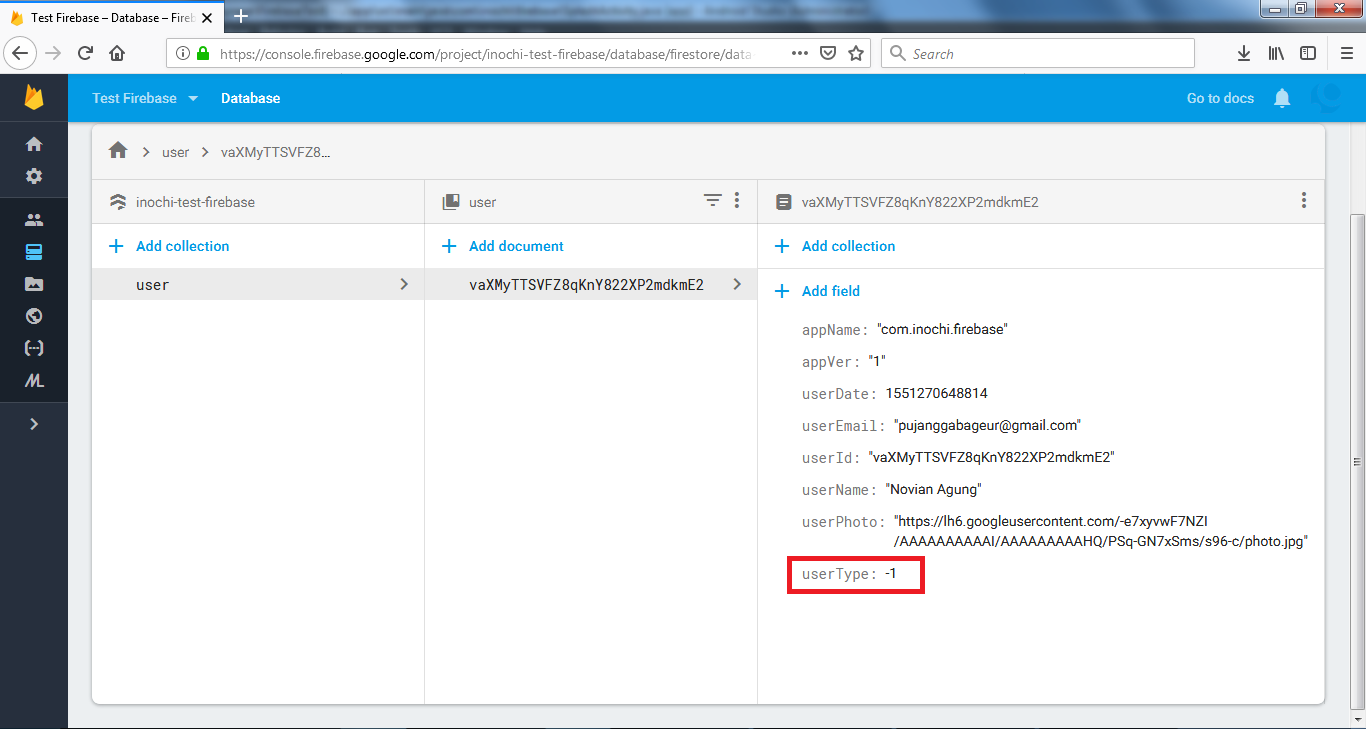 Test Firebase – Database – Fireb
https://console.firebase.google.com/project/inochi-test-firebase/database/firestore/data
Search
Test Firebase
Database
Go to docs
user
vaXMyTTSVFZ8...
inochi-test-firebase
user
vaXMyTTSVFZ8qKnY822XP2mdkmE2
Add collection
Add document
Add collection
user
vaXMyTTSVFZ8qKnY822XP2mdkmE2
Add field
appName: "com.inochi.firebase"
appVer: "1"
userDate: 1551270648814
userEmail: "pujanggabageur@gmail.com"
userId: "vaXMyTTSVFZ8qKnY822XP2mdkmE2"
userName: "Novian Agung"
userPhoto: "https://lh6.googleusercontent.com/-e7xyvwF7NZI
/AAAAAAAAAAI/AAAAAAAAAHQ/PSq-GN7xSms/s96-c/photo.jpg"
userType: -1